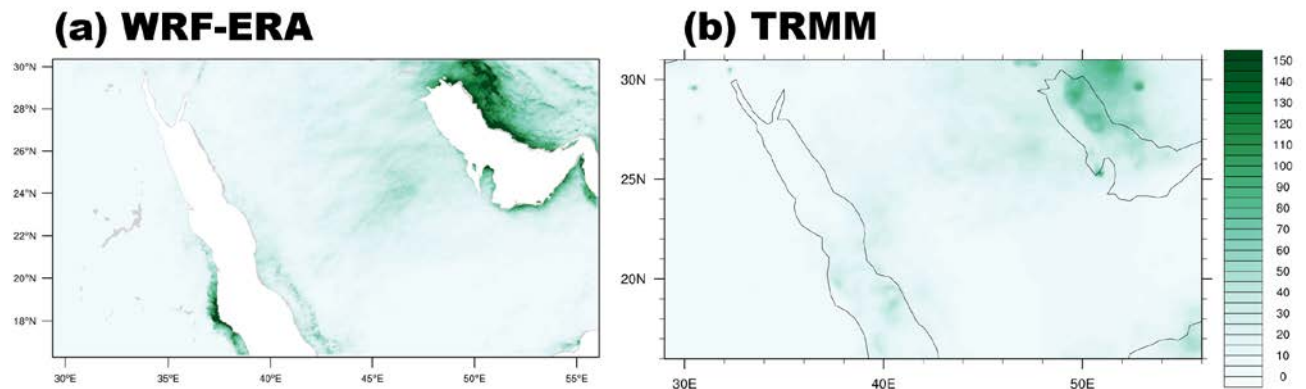 (a) WRF-ERA
(b) TRMM
30°N
28°N
26°N
24°N
22°N
20°N
18°N
30°E
35°E
40°E
45°E
50°E
55°E
30N
25N
20N
30E
40E
50E
150
140
130
120
110
100
90
80
70
60
50
40
30
20
10
0